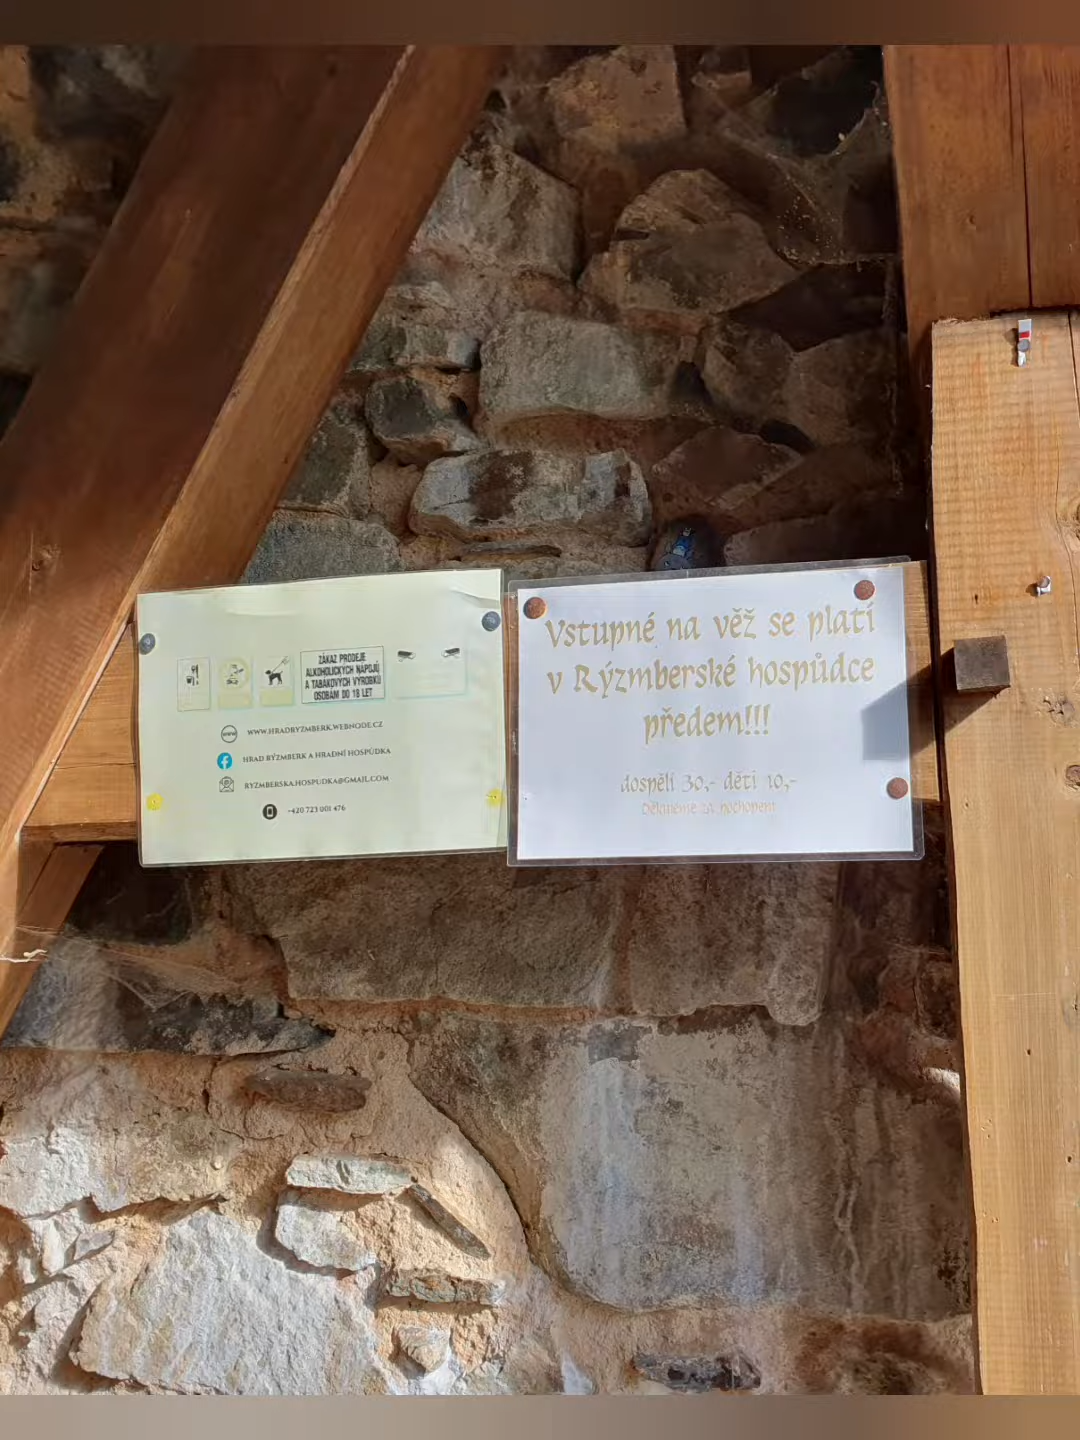 ZÁKAZ PRODEJE
ALKOHOLICKÝCH NÁPOJŮ
A TABÁKOVÝCH VÝROBKŮ
OSOBÁM DO 18 LET
WWW
WWW.HRADRYZMBERK.WEBNODE.CZ
HRAD RÝZMBERK A HRADNÍ HOSPŮDKA
RYZMBERSKA.HOSPUDKA@GMAIL.COM
+420 723 001 476
Vstupné na věž se platí
v Rýzmberské hospůdce
předem!!!
dospělí 30,- děti 10,-
Děkujeme za pochopení